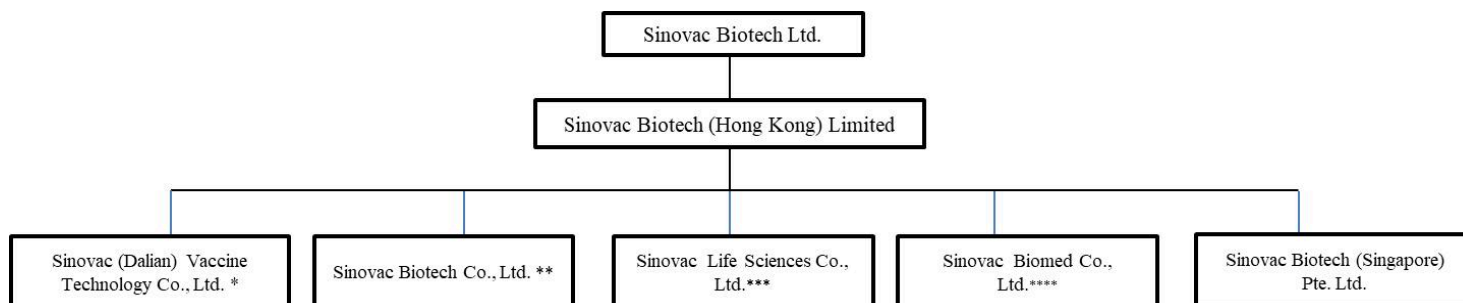 Sinovac Biotech Ltd.
Sinovac Biotech (Hong Kong) Limited
Sinovac (Dalian) Vaccine
Technology Co., Ltd. *
Sinovac Biotech Co., Ltd. **
Sinovac Life Sciences Co.,
Ltd.***
Sinovac Biomed Co.,
Ltd.****
Sinovac Biotech (Singapore)
Pte. Ltd.